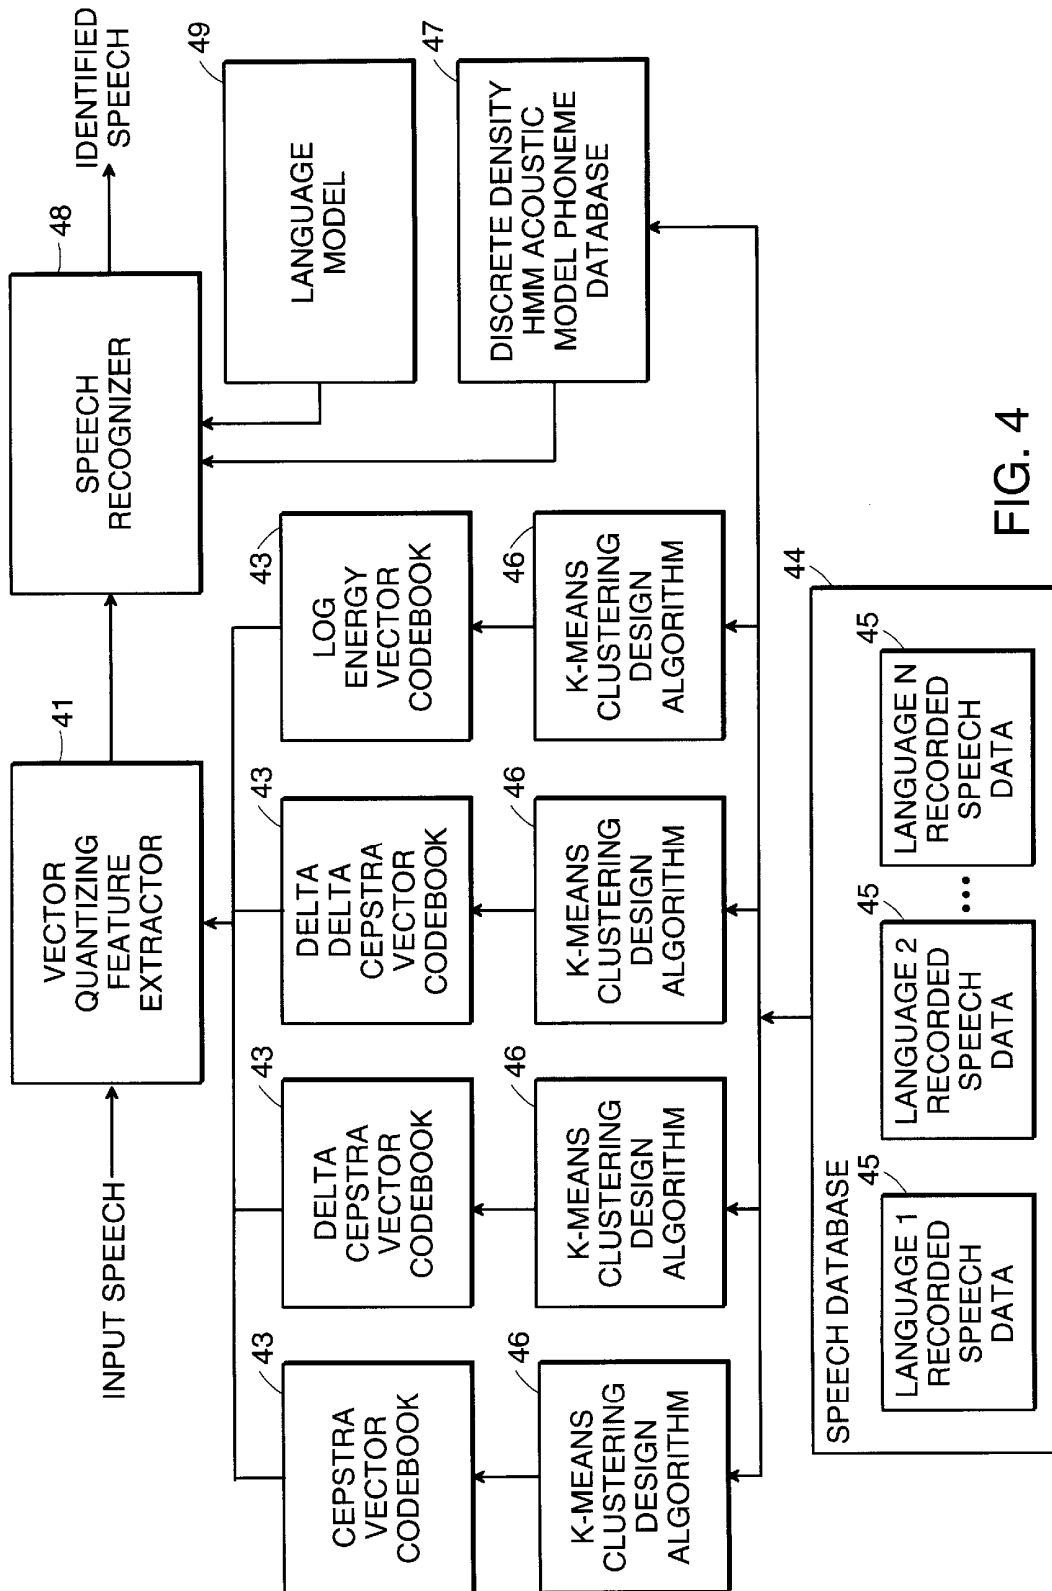 INPUT SPEECH
41
VECTOR
QUANTIZING
FEATURE
EXTRACTOR
48
SPEECH
RECOGNIZER
IDENTIFIED
SPEECH
43
CEPSTRA
VECTOR
CODEBOOK
43
DELTA
CEPSTRA
VECTOR
CODEBOOK
43
DELTA
DELTA
CEPSTRA
VECTOR
CODEBOOK
43
LOG
ENERGY
VECTOR
CODEBOOK
49
LANGUAGE
MODEL
46
K-MEANS
CLUSTERING
DESIGN
ALGORITHM
46
K-MEANS
CLUSTERING
DESIGN
ALGORITHM
46
K-MEANS
CLUSTERING
DESIGN
ALGORITHM
46
K-MEANS
CLUSTERING
DESIGN
ALGORITHM
47
DISCRETE DENSITY
HMM ACOUSTIC
MODEL PHONEME
DATABASE
SPEECH DATABASE
44
45
LANGUAGE 1
RECORDED
SPEECH
DATA
45
LANGUAGE 2
RECORDED
SPEECH
DATA
•••
45
LANGUAGE N
RECORDED
SPEECH
DATA
FIG. 4